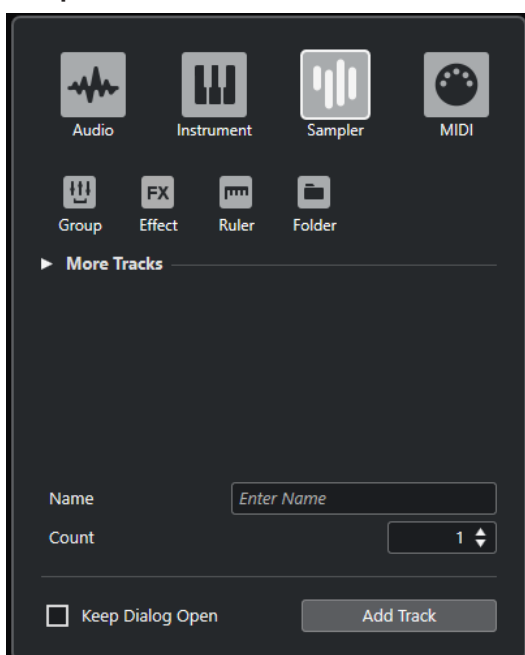 Audio Instrument Sampler MIDI
FX
Group Effect Ruler Folder
More Tracks
Name Enter Name
Count 1
Keep Dialog Open Add Track